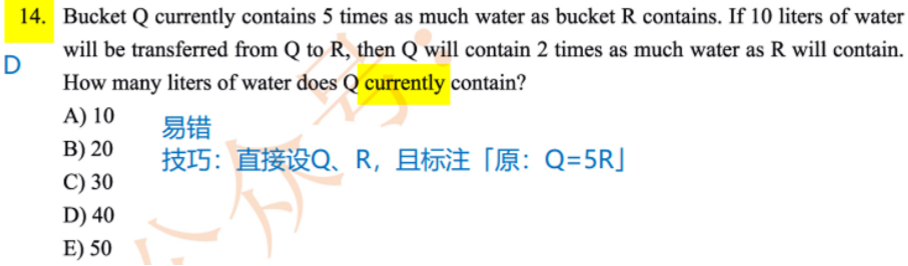 14. Bucket Q currently contains 5 times as much water as bucket R contains. If 10 liters of water
will be transferred from Q to R, then Q will contain 2 times as much water as R will contain.
D
How many liters of water does Q currently contain?
A) 10
易错
B) 20
技巧：直接设Q、R，且标注「原：Q=5R」
C) 30
D) 40
E) 50
公众号：